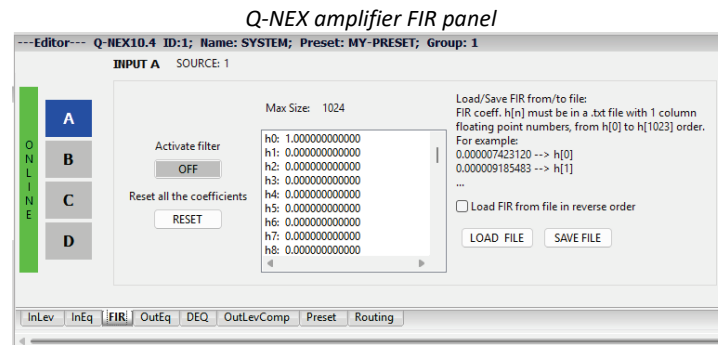 Q-NEX amplifier FIR panel
---Editor--- Q-NEX10.4 ID:1; Name: SYSTEM; Preset: MY-PRESET; Group: 1
INPUT A SOURCE: 1
ONLINE
A
B
C
D
Activate filter
OFF
Reset all the coefficients
RESET
Max Size: 1024
h0: 1.000000000000
h1: 0.000000000000
h2: 0.000000000000
h3: 0.000000000000
h4: 0.000000000000
h5: 0.000000000000
h6: 0.000000000000
h7: 0.000000000000
h8: 0.000000000000
Load/Save FIR from/to file:
FIR coeff. h[n] must be in a .txt file with 1 column
floating point numbers, from h[0] to h[1023] order.
For example:
0.000007423120 --> h[0]
0.000009185483 --> h[1]
...
Load FIR from file in reverse order
LOAD FILE SAVE FILE
InLev InEq FIR OutEq DEQ OutLevComp Preset Routing